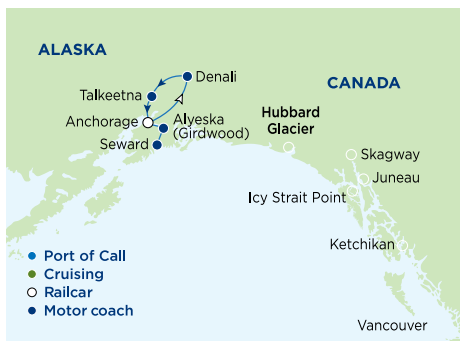 ALASKA
Denali
CANADA
Talkeetna
Hubbard
Glacier
Anchorage
Alyeska
(Girdwood)
Seward
Skagway
Juneau
Icy Strait Point
Ketchikan
Port of Call
Cruising
Railcar
Motor coach
Vancouver